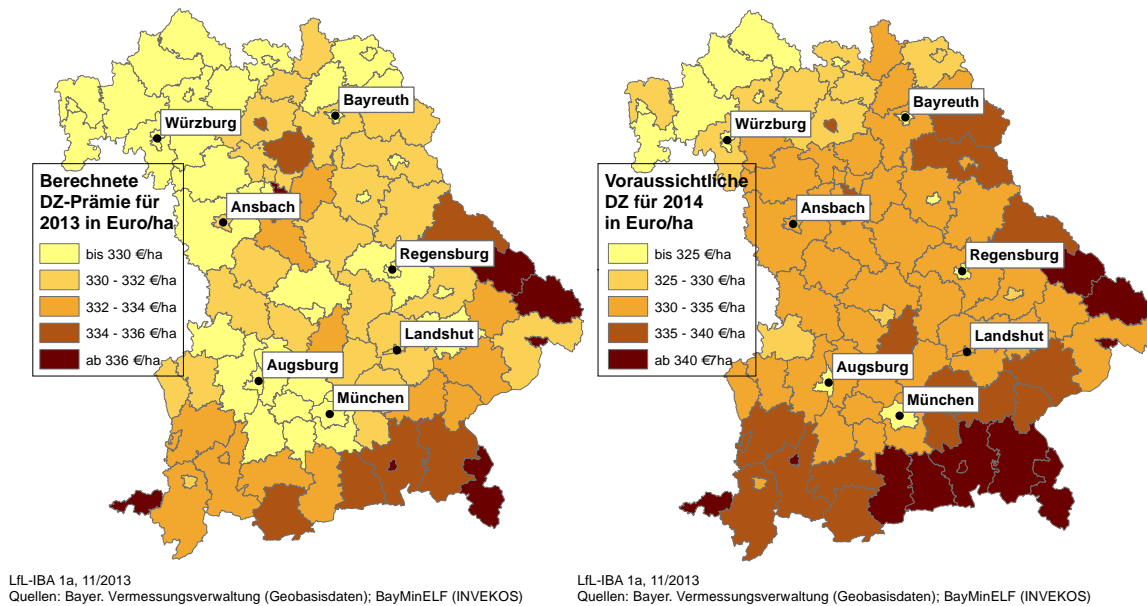 Bayreuth
Würzburg
Berechnete
DZ-Prämie für
2013 in Euro/ha
bis 330 €/ha
330 - 332 €/ha
332 - 334 €/ha
334 - 336 €/ha
ab 336 €/ha
Ansbach
Regensburg
Landshut
Augsburg
München
LfL-IBA 1a, 11/2013
Quellen: Bayer. Vermessungsverwaltung (Geobasisdaten); BayMinELF (INVEKOS)
Bayreuth
Würzburg
Voraussichtliche
DZ für 2014
in Euro/ha
bis 325 €/ha
325 - 330 €/ha
330 - 335 €/ha
335 - 340 €/ha
ab 340 €/ha
Ansbach
Regensburg
Landshut
Augsburg
München
LfL-IBA 1a, 11/2013
Quellen: Bayer. Vermessungsverwaltung (Geobasisdaten); BayMinELF (INVEKOS)